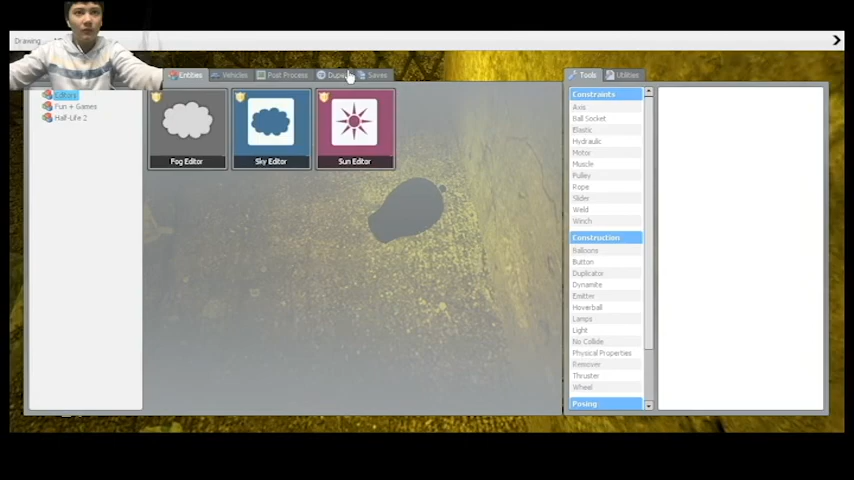 Drawing
Entities Vehicles Post Process Dupes Saves
Tools Utilities
Editors
Fun + Games
Half-Life 2
Fog Editor
Sky Editor
Sun Editor
Constraints
Axis
Ball Socket
Elastic
Hydraulic
Motor
Muscle
Pulley
Rope
Slider
Weld
Winch
Construction
Balloons
Button
Duplicator
Dynamite
Emitter
Hoverball
Lamps
Light
No Collide
Physical Properties
Remover
Thruster
Wheel
Posing